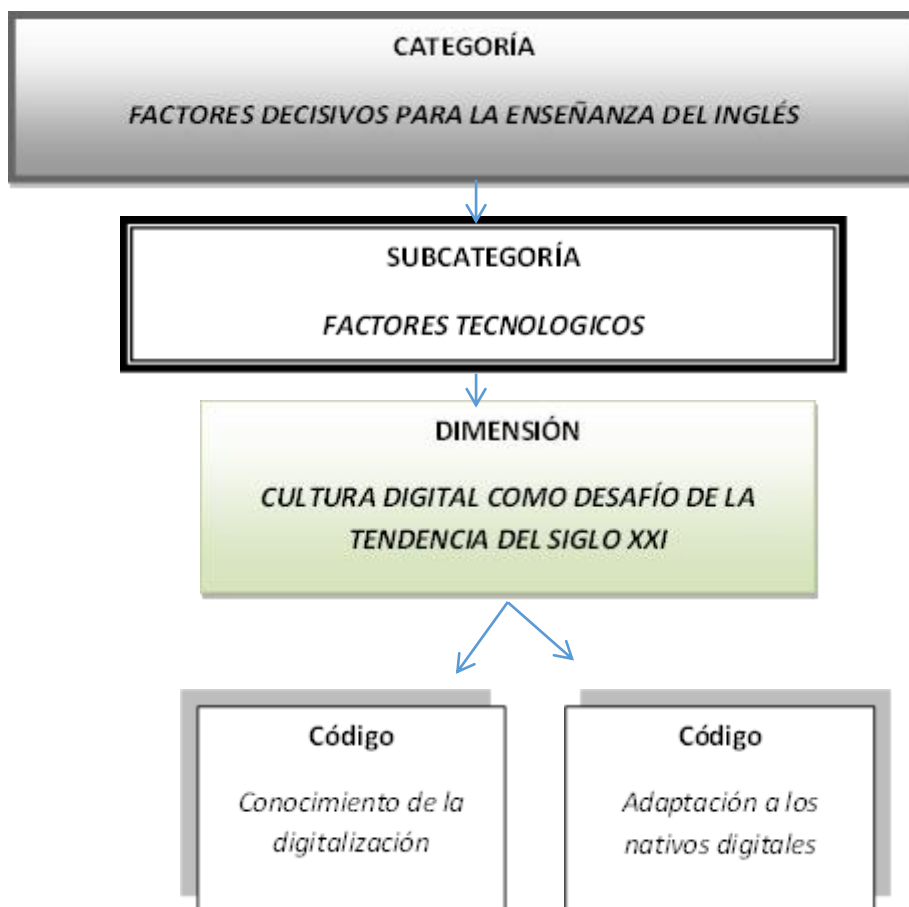 CATEGORÍA
FACTORES DECISIVOS PARA LA ENSEÑANZA DEL INGLÉS
SUBCATEGORÍA
FACTORES TECNOLOGICOS
DIMENSIÓN
CULTURA DIGITAL COMO DESAFÍO DE LA
TENDENCIA DEL SIGLO XXI
Código
Conocimiento de la
digitalización
Código
Adaptación a los
nativos digitales